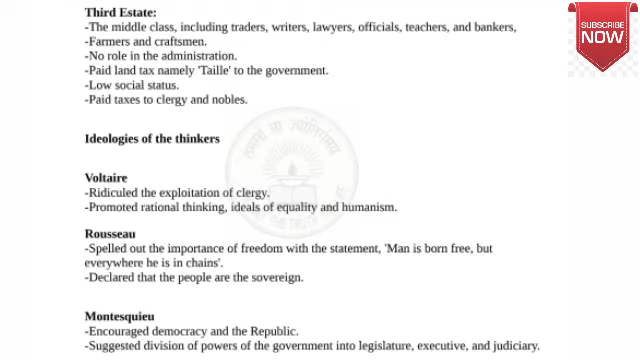 Third Estate:
-The middle class, including traders, writers, lawyers, officials, teachers, and bankers,
-Farmers and craftsmen.
-No role in the administration.
-Paid land tax namely 'Taille' to the government.
-Low social status.
-Paid taxes to clergy and nobles.
Ideologies of the thinkers
Voltaire
-Ridiculed the exploitation of clergy.
-Promoted rational thinking, ideals of equality and humanism.
Rousseau
-Spelled out the importance of freedom with the statement, 'Man is born free, but
everywhere he is in chains'.
-Declared that the people are the sovereign.
Montesquieu
-Encouraged democracy and the Republic.
-Suggested division of powers of the government into legislature, executive, and judiciary.
SUBSCRIBE
NOW